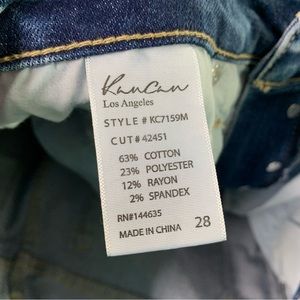 KanCan
Los Angeles
STYLE # KC7159M
CUT# 42451
63% COTTON
23% POLYESTER
12% RAYON
2% SPANDEX
RN#144635
MADE IN CHINA 28